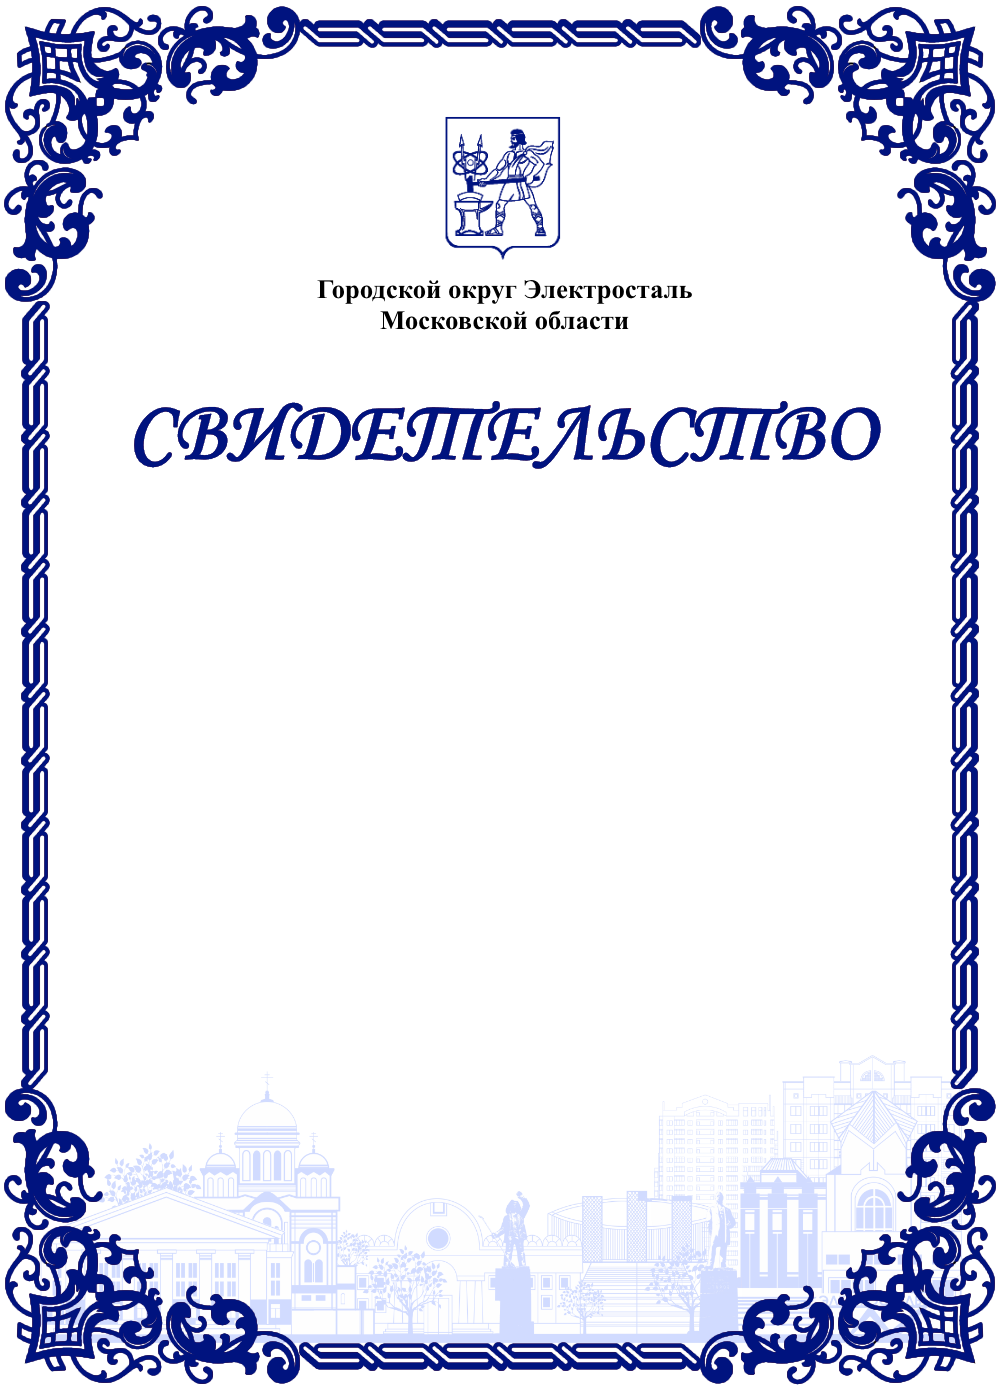 Городской округ Электросталь
Московской области
СВИДЕТЕЛЬСТВО